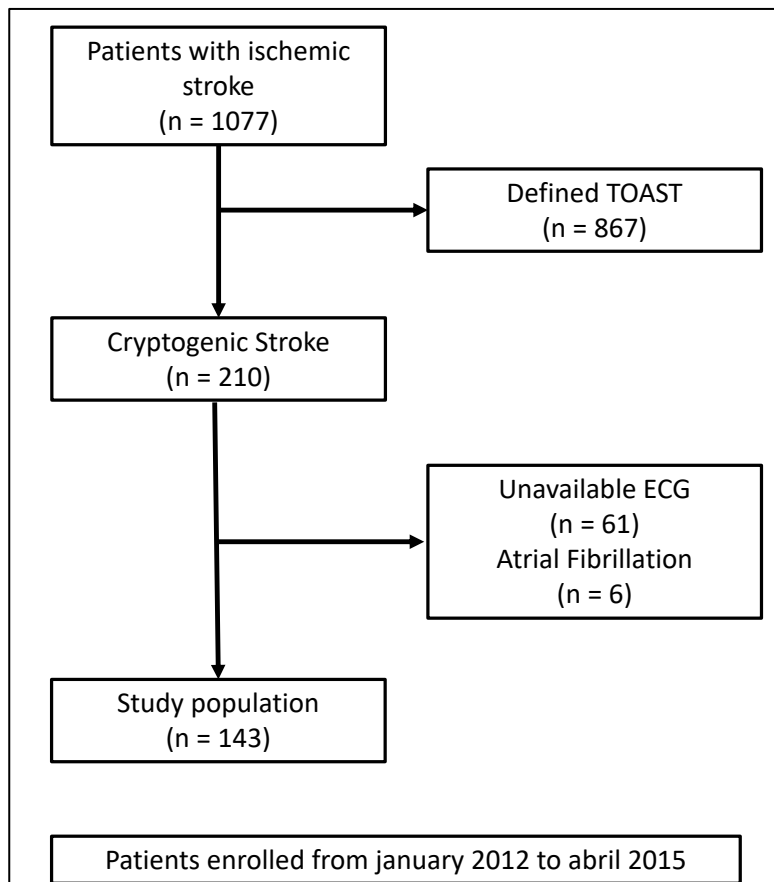 Patients with ischemic
stroke
(n = 1077)
Defined TOAST
(n = 867)
Cryptogenic Stroke
(n = 210)
Unavailable ECG
(n = 61)
Atrial Fibrillation
(n = 6)
Study population
(n = 143)
Patients enrolled from january 2012 to abril 2015